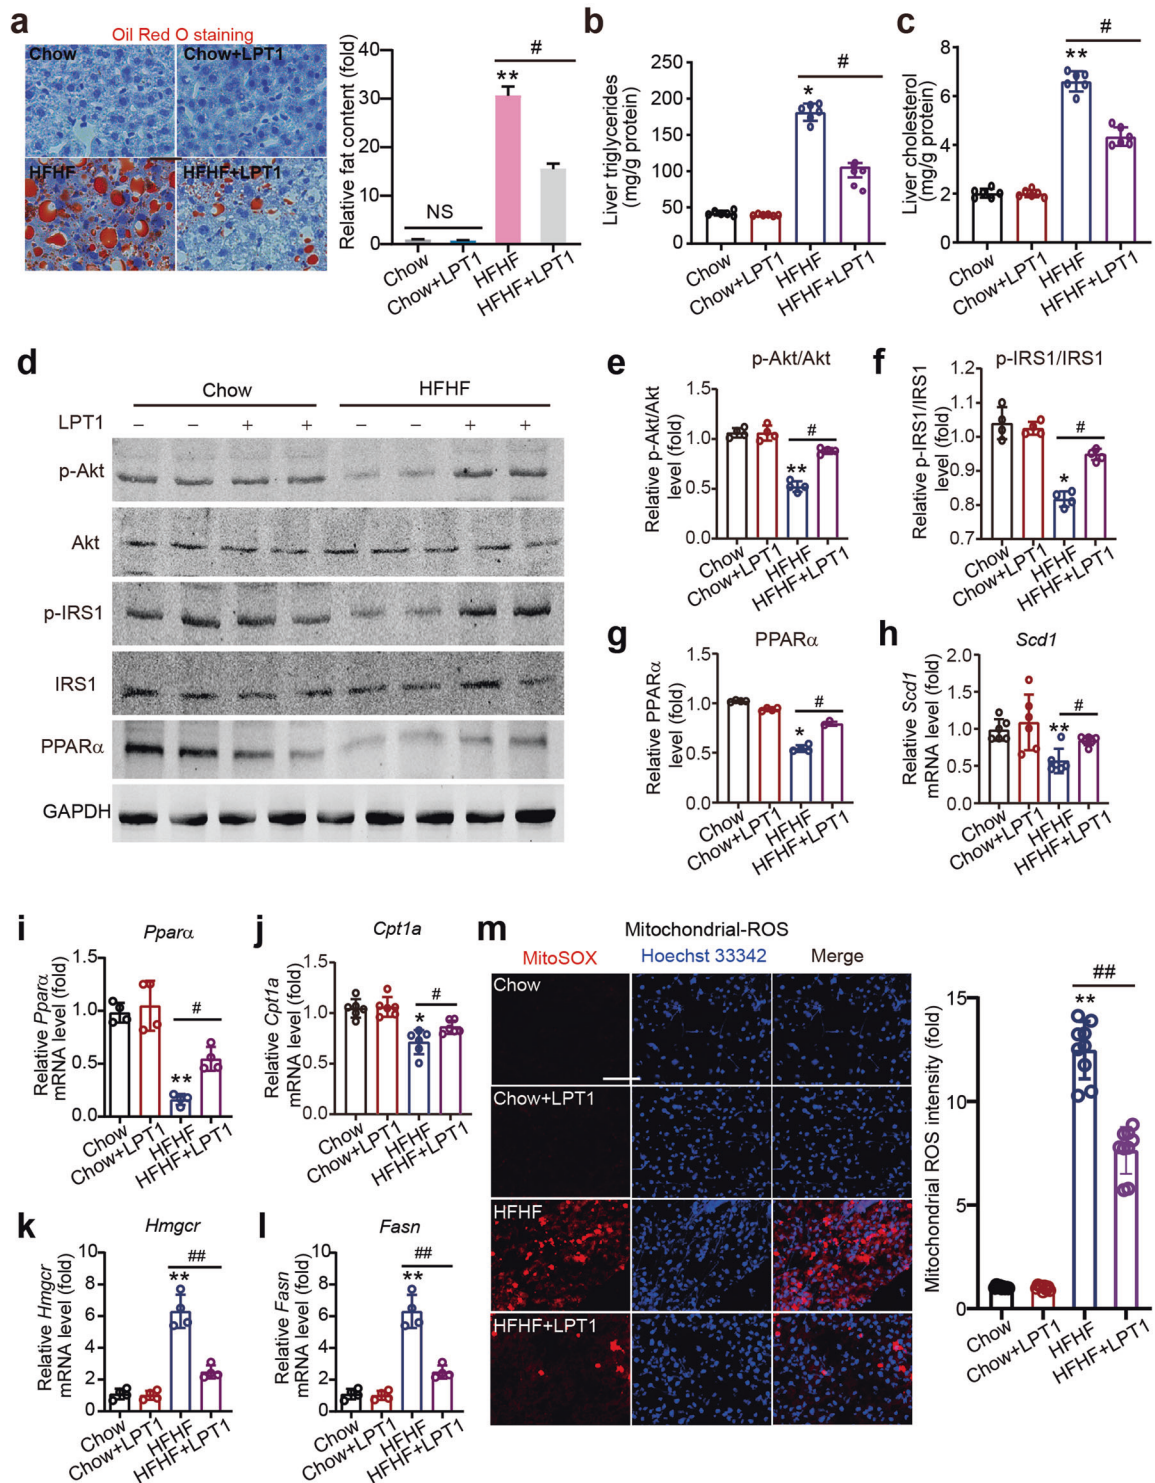 a
Oil Red O staining
Chow
Chow+LPT1
HFHF
HFHF+LPT1
Relative fat content (fold)
40
30
20
10
0
NS
**
#
Chow
Chow+LPT1
HFHF
HFHF+LPT1
b
Liver triglycerides
(mg/g protein)
250
200
150
100
50
0
*
#
Chow
Chow+LPT1
HFHF
HFHF+LPT1
c
Liver cholesterol
(mg/g protein)
8
6
4
2
0
**
#
Chow
Chow+LPT1
HFHF
HFHF+LPT1
d
Chow HFHF
LPT1 − − + + − − + +
p-Akt
Akt
p-IRS1
IRS1
PPARα
GAPDH
e
p-Akt/Akt
Relative p-Akt/Akt
level (fold)
1.5
1.0
0.5
0.0
**
#
Chow
Chow+LPT1
HFHF
HFHF+LPT1
f
p-IRS1/IRS1
Relative p-IRS1/IRS1
level (fold)
1.2
1.1
1.0
0.9
0.8
0.7
*
#
Chow
Chow+LPT1
HFHF
HFHF+LPT1
g
PPARα
Relative PPARα
level (fold)
1.5
1.0
0.5
0.0
*
#
Chow
Chow+LPT1
HFHF
HFHF+LPT1
h
Scd1
Relative Scd1
mRNA level (fold)
2.0
1.5
1.0
0.5
0.0
**
#
Chow
Chow+LPT1
HFHF
HFHF+LPT1
i
Pparα
Relative Pparα
mRNA level (fold)
1.5
1.0
0.5
0.0
**
#
Chow
Chow+LPT1
HFHF
HFHF+LPT1
j
Cpt1a
Relative Cpt1a
mRNA level (fold)
1.5
1.0
0.5
0.0
*
#
Chow
Chow+LPT1
HFHF
HFHF+LPT1
k
Hmgcr
Relative Hmgcr
mRNA level (fold)
10
8
6
4
2
0
**
##
Chow
Chow+LPT1
HFHF
HFHF+LPT1
l
Fasn
Relative Fasn
mRNA level (fold)
10
8
6
4
2
0
**
##
Chow
Chow+LPT1
HFHF
HFHF+LPT1
m
Mitochondrial-ROS
MitoSOX Hoechst 33342 Merge
Chow
Chow+LPT1
HFHF
HFHF+LPT1
Mitochondrial ROS intensity (fold)
15
10
5
0
**
##
Chow
Chow+LPT1
HFHF
HFHF+LPT1